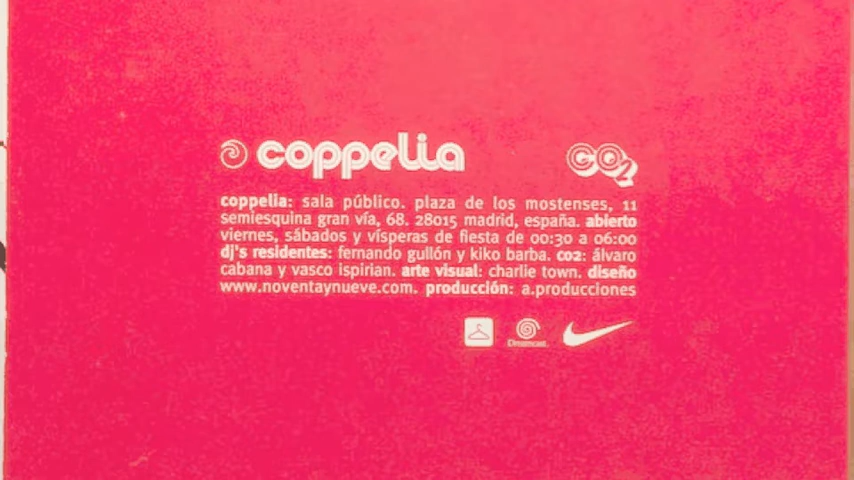 coppelia CO2
coppelia: sala público. plaza de los mostenses, 11
semiesquina gran vía, 68. 28015 madrid, españa. abierto
viernes, sábados y vísperas de fiesta de 00:30 a 06:00
dj's residentes: fernando gullón y kiko barba. co2: álvaro
cabana y vasco ispirian. arte visual: charlie town. diseño
www.noventaynueve.com. producción: a.producciones
Dreamcast